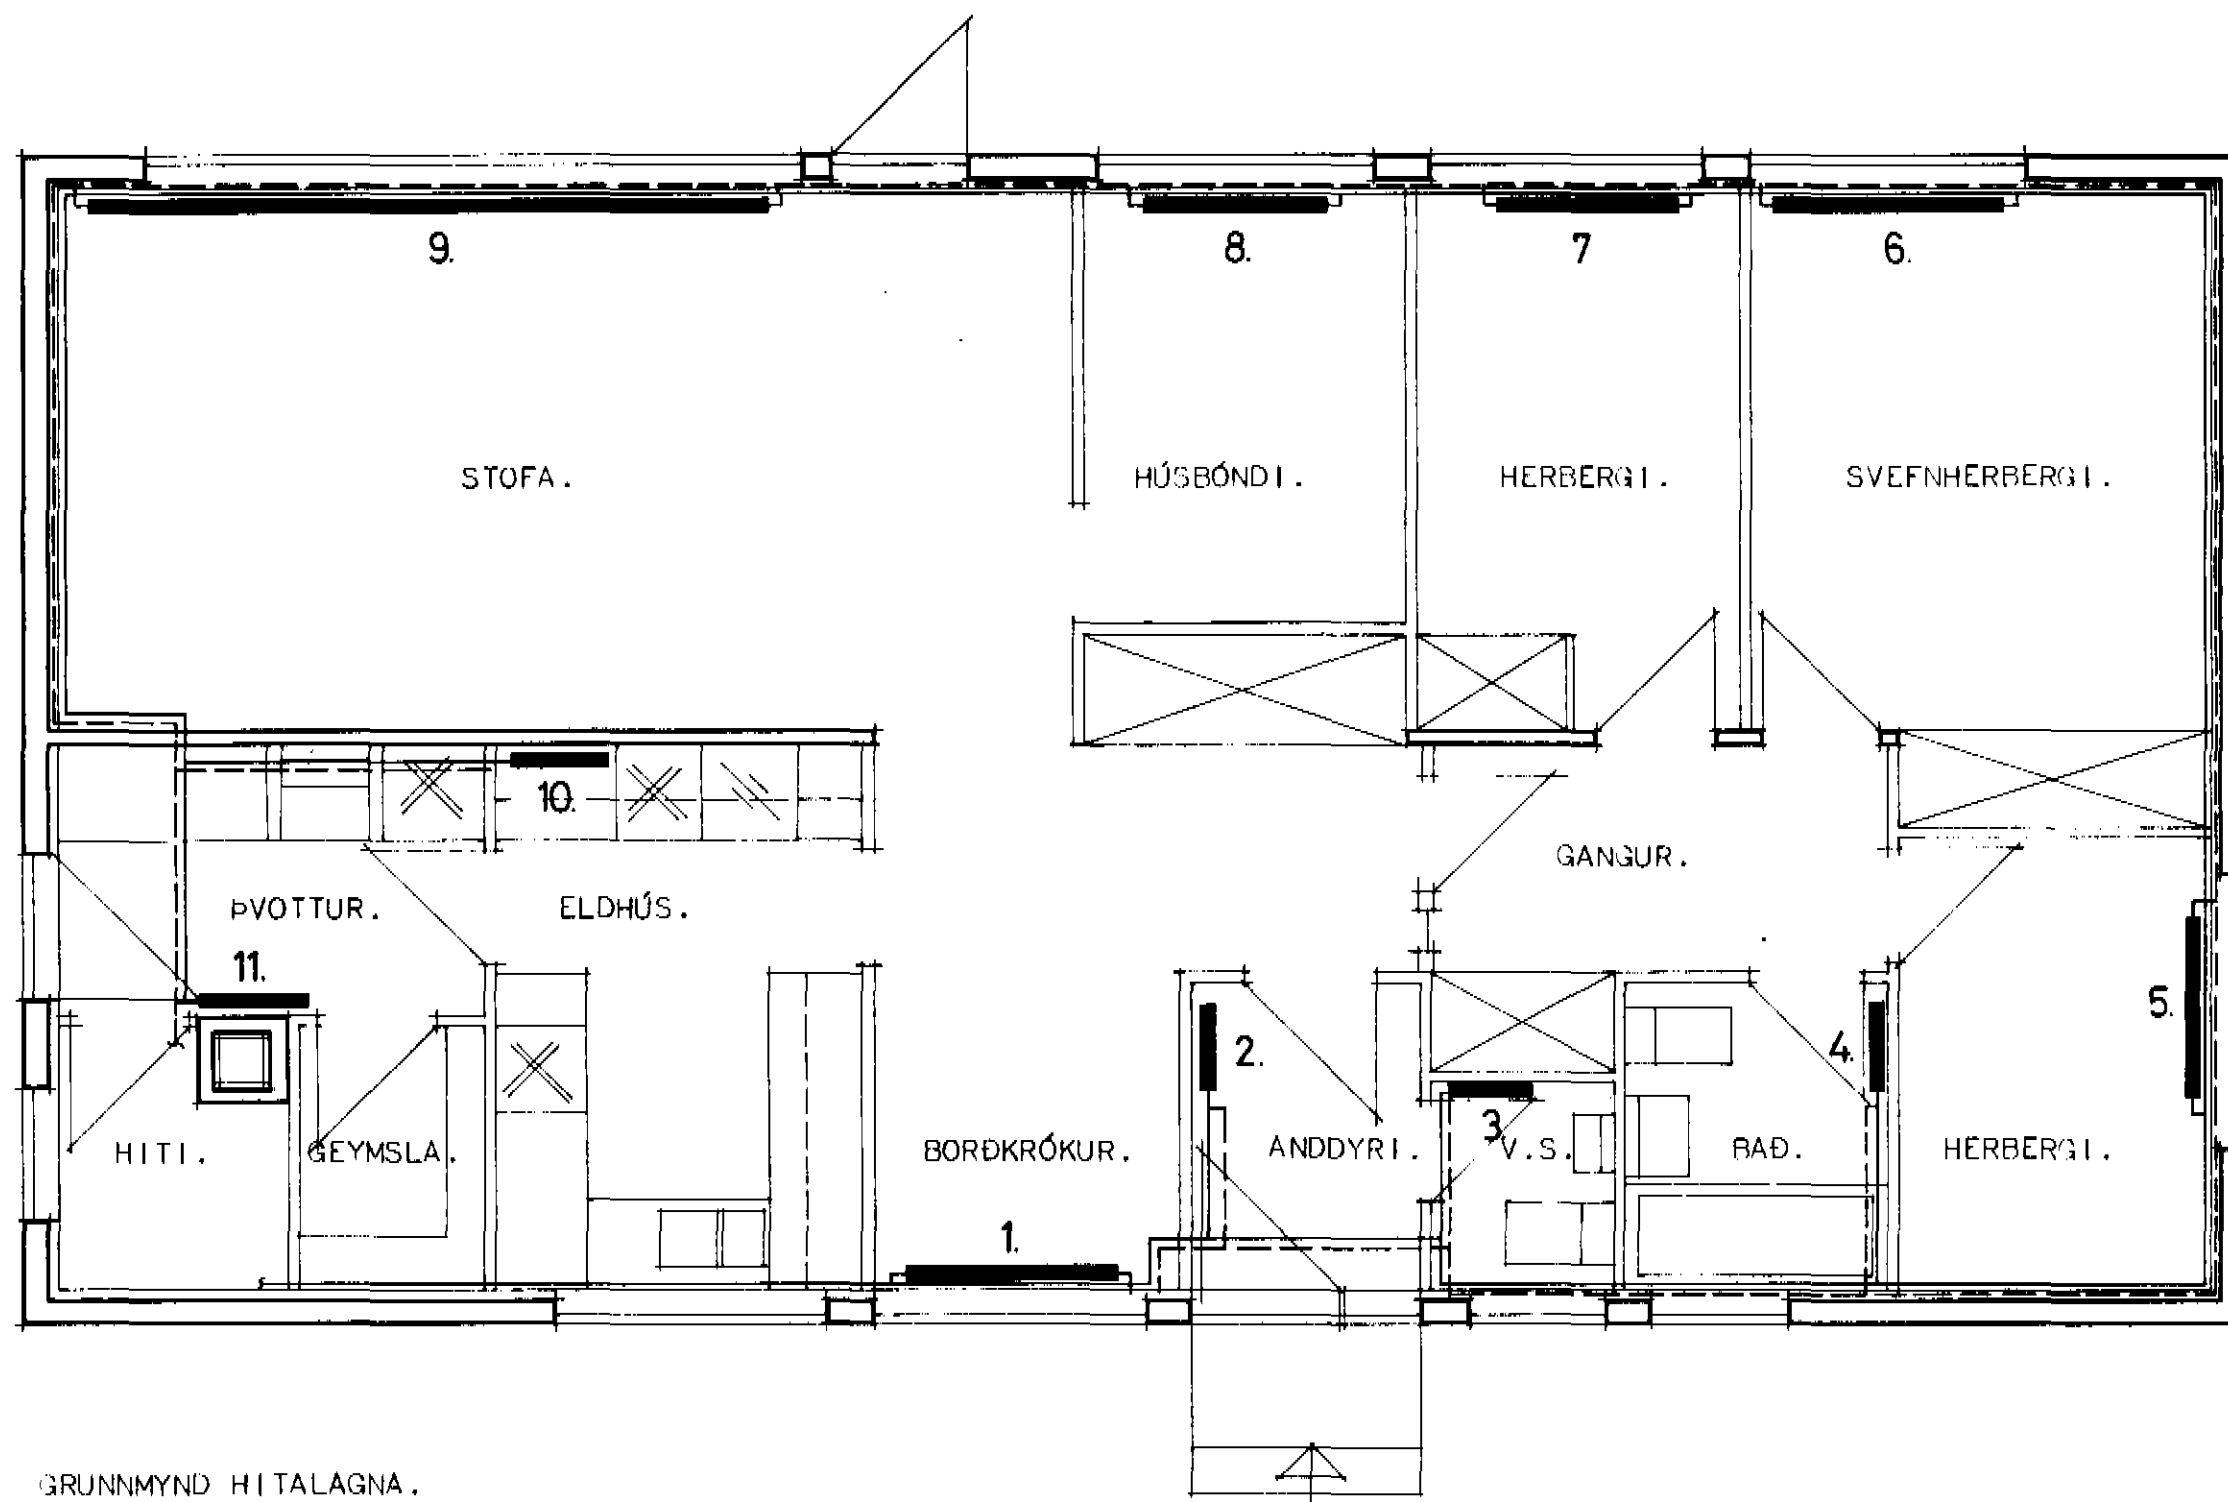 9.
8.
7
6.
STOFA.
HÚSBÓNDI.
HERBERGI.
SVEFNHERBERGI.
10.
GANGUR.
ÞVOTTUR.
ELDHÚS.
11.
5.
2.
4.
3
HITI.
GEYMSLA.
BORÐKRÓKUR.
ANDDYRI.
V.S.
BAÐ.
HERBERGI.
1.
GRUNNMYND HITALAGNA.